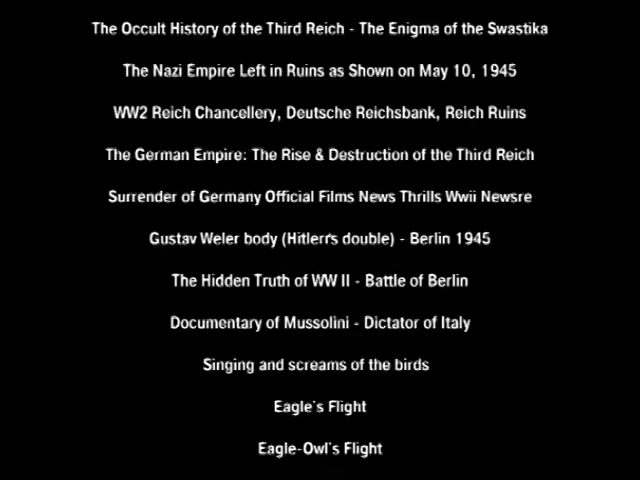 The Occult History of the Third Reich - The Enigma of the Swastika
The Nazi Empire Left in Ruins as Shown on May 10, 1945
WW2 Reich Chancellery, Deutsche Reichsbank, Reich Ruins
The German Empire: The Rise & Destruction of the Third Reich
Surrender of Germany Official Films News Thrills Wwii Newsre
Gustav Weler body (Hitlerr's double) - Berlin 1945
The Hidden Truth of WW II - Battle of Berlin
Documentary of Mussolini - Dictator of Italy
Singing and screams of the birds
Eagle's Flight
Eagle-Owl's Flight